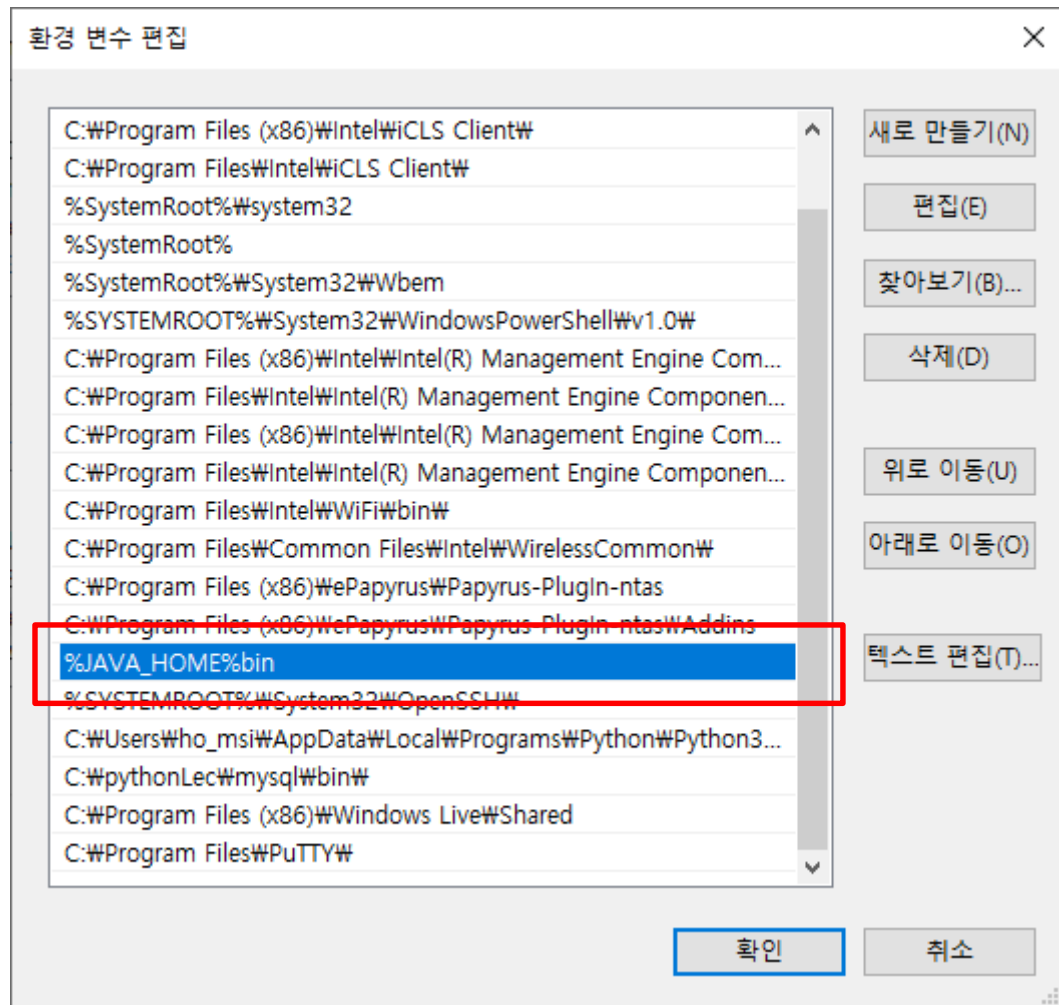 환경 변수 편집
C:₩Program Files (x86)₩Intel₩iCLS Client₩
새로 만들기(N)
C:₩Program Files₩Intel₩iCLS Client₩
%SystemRoot%₩system32
편집(E)
%SystemRoot%
%SystemRoot%₩System32₩Wbem
찾아보기(B)...
%SYSTEMROOT%₩System32₩WindowsPowerShell₩v1.0₩
C:₩Program Files (x86)₩Intel₩Intel(R) Management Engine Com...
삭제(D)
C:₩Program Files₩Intel₩Intel(R) Management Engine Componen...
C:₩Program Files (x86)₩Intel₩Intel(R) Management Engine Com...
C:₩Program Files₩Intel₩Intel(R) Management Engine Componen...
위로 이동(U)
C:₩Program Files₩Intel₩WiFi₩bin₩
C:₩Program Files₩Common Files₩Intel₩WirelessCommon₩
아래로 이동(O)
C:₩Program Files (x86)₩ePapyrus₩Papyrus-PlugIn-ntas
C:₩Program Files (x86)₩ePapyrus₩Papyrus-PlugIn-ntas₩Addins
%JAVA_HOME%bin
텍스트 편집(T)...
%SYSTEMROOT%₩System32₩OpenSSH₩
C:₩Users₩ho_msi₩AppData₩Local₩Programs₩Python₩Python3...
C:₩pythonLec₩mysql₩bin₩
C:₩Program Files (x86)₩Windows Live₩Shared
C:₩Program Files₩PuTTY₩
확인
취소